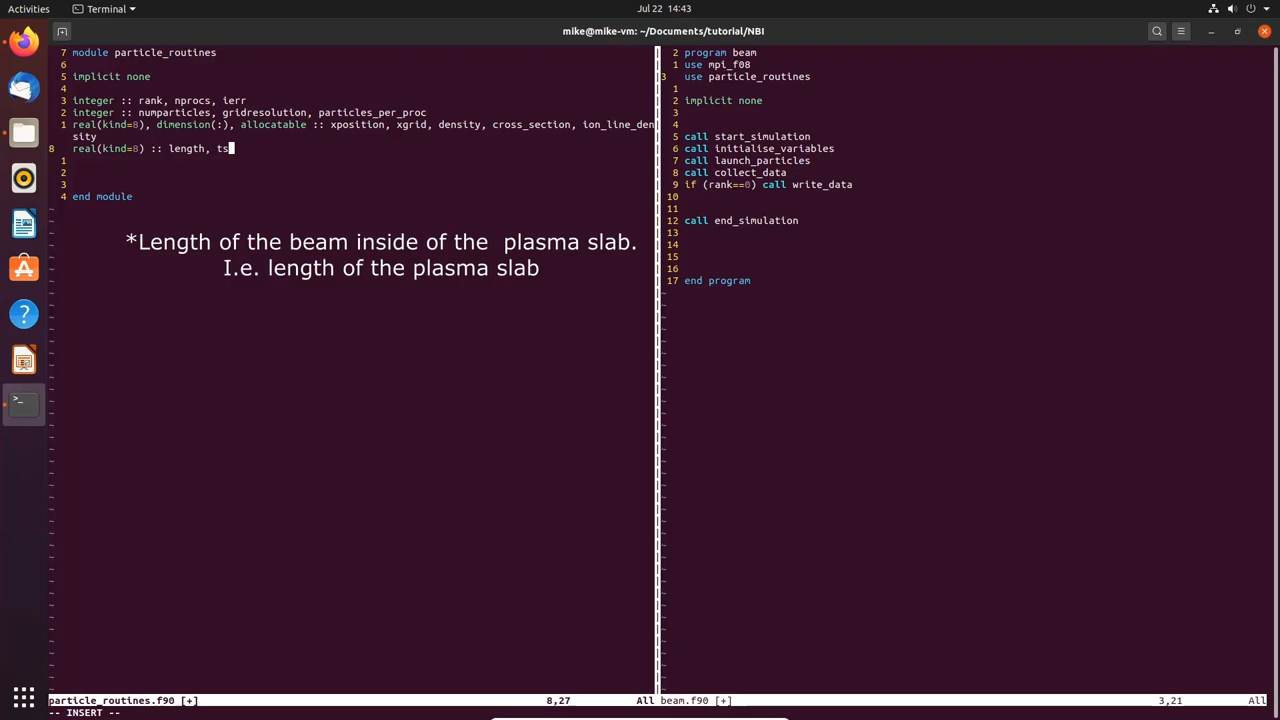 Activities
Terminal
Jul 22 14:43
mike@mike-vm: ~/Documents/tutorial/NBI
7 module particle_routines
6
5 implicit none
4
3 integer :: rank, nprocs, ierr
2 integer :: numparticles, gridresolution, particles_per_proc
1 real(kind=8), dimension(:), allocatable :: xposition, xgrid, density, cross_section, ion_line_den
sity
8 real(kind=8) :: length, ts
1
2
3
4 end module
*Length of the beam inside of the plasma slab.
I.e. length of the plasma slab
particle_routines.f90 [+] 8,27 All
-- INSERT --
2 program beam
1 use mpi_f08
3 use particle_routines
1
2 implicit none
3
4
5 call start_simulation
6 call initialise_variables
7 call launch_particles
8 call collect_data
9 if (rank==0) call write_data
10
11
12 call end_simulation
13
14
15
16
17 end program
beam.f90 [+] 3,21 All